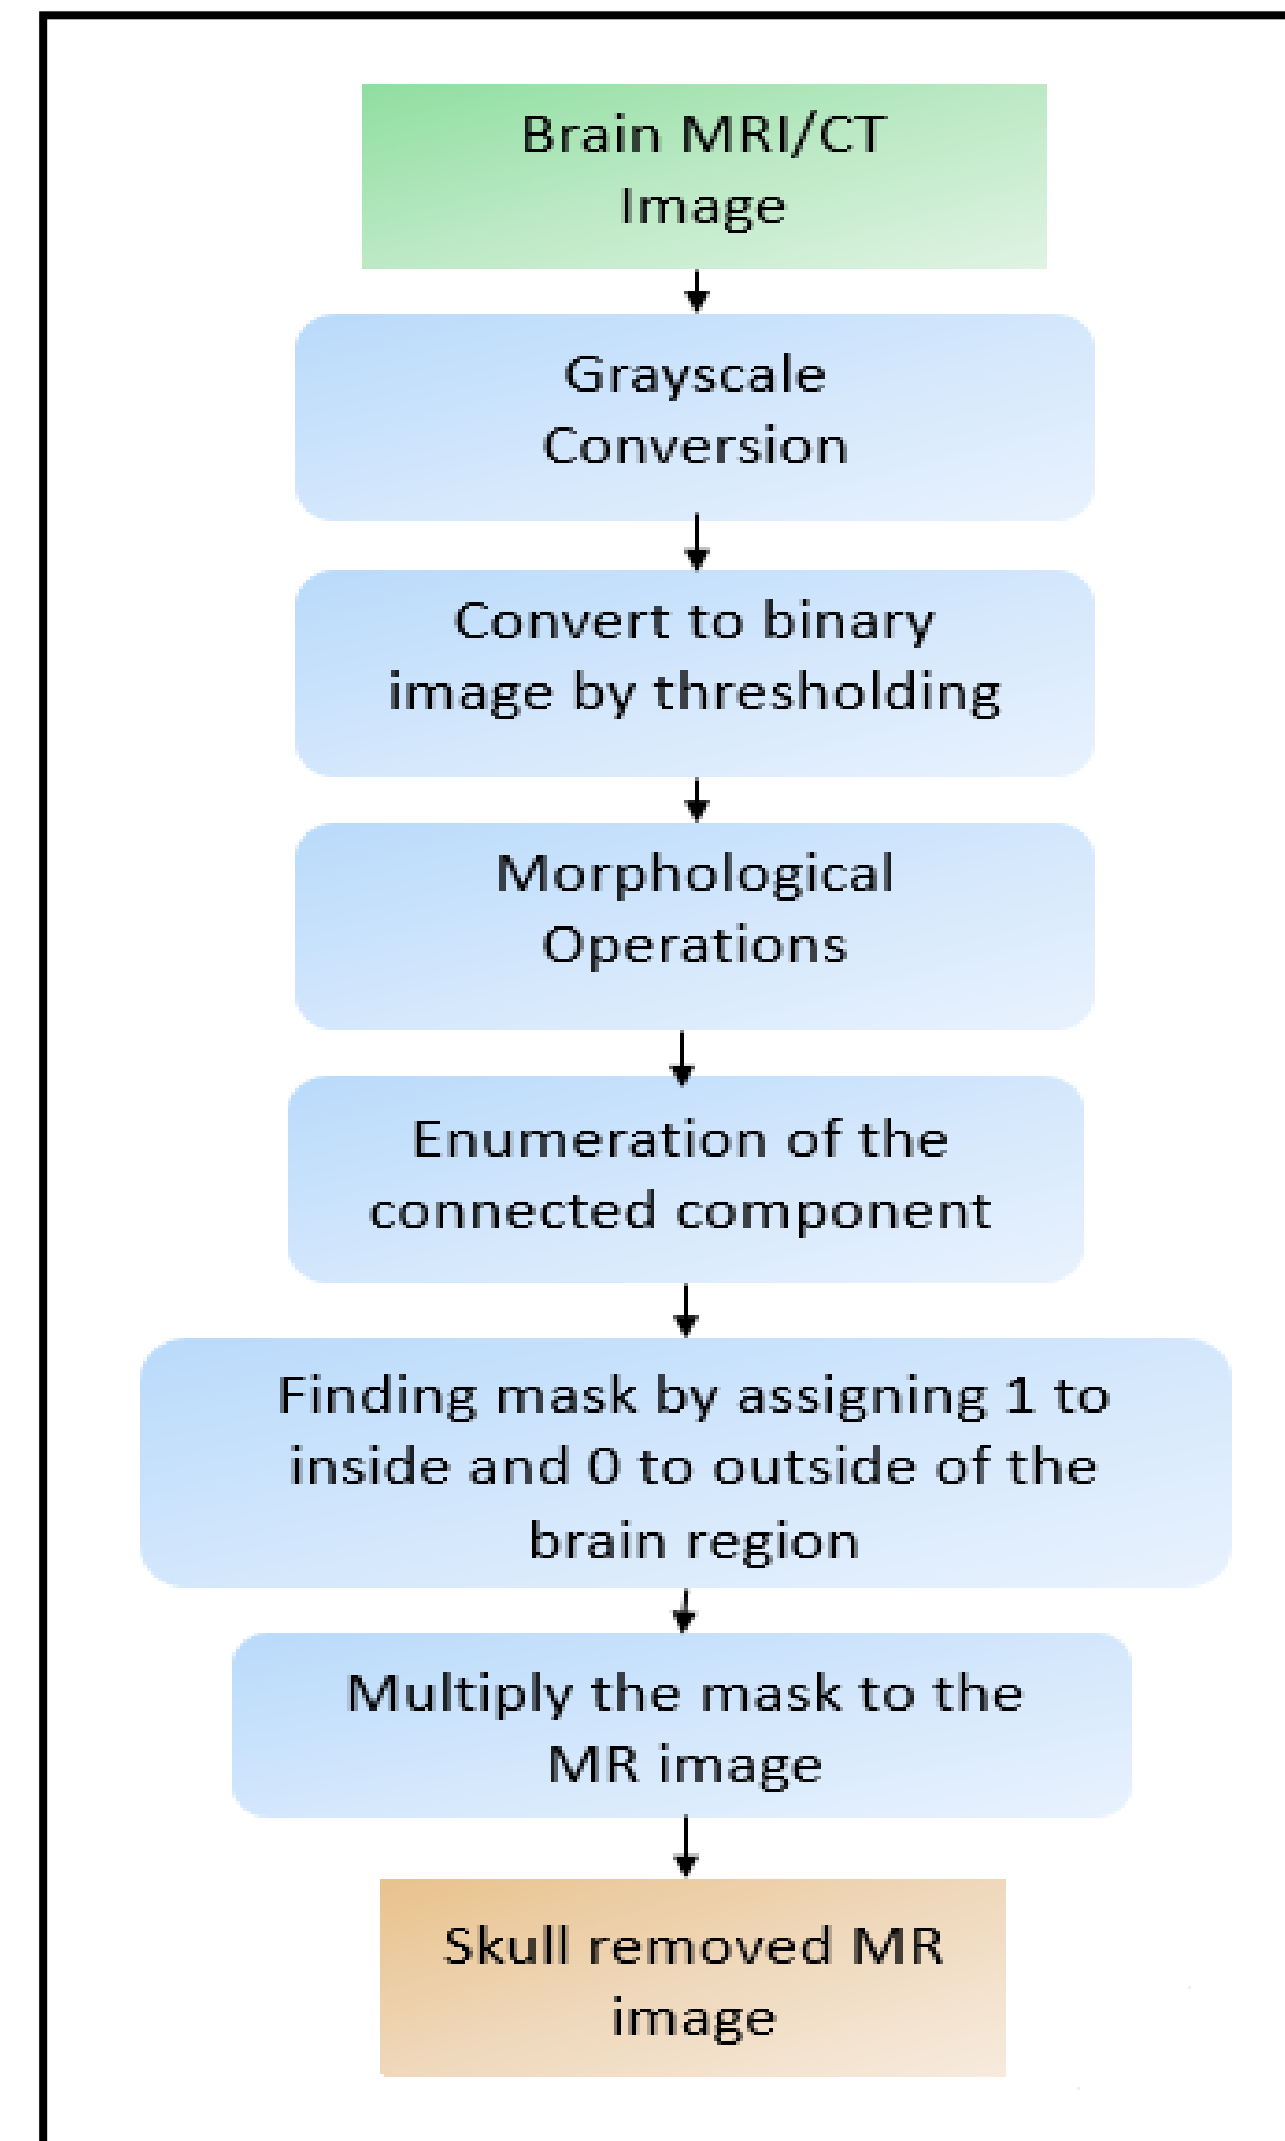 Brain MRI/CT
Image
Grayscale
Conversion
Convert to binary
image by thresholding
Morphological
Operations
Enumeration of the
connected component
Finding mask by assigning 1 to
inside and 0 to outside of the
brain region
Multiply the mask to the
MR image
Skull removed MR
image